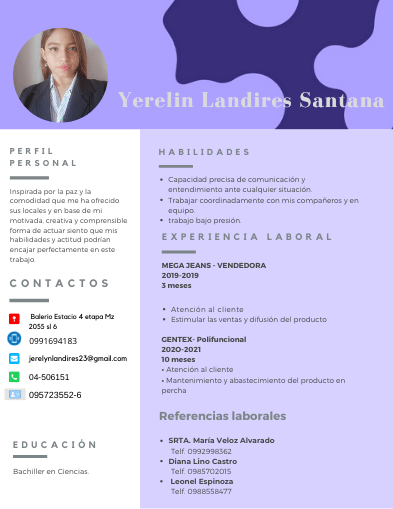 Yerelin Landires Santana
PERFIL
PERSONAL
Inspirada por la paz y la
comodidad que me ha ofrecido
sus locales y en base de mi
motivada, creativa y comprensible
forma de actuar siento que mis
habilidades y actitud podrían
encajar perfectamente en este
trabajo.
CONTACTOS
Balerio Estacio 4 etapa Mz
2055 sl 6
0991694183
jerelynlandires23@gmail.com
04-506151
095723552-6
EDUCACIÓN
Bachiller en Ciencias.
HABILIDADES
• Capacidad precisa de comunicación y
entendimiento ante cualquier situación.
• Trabajar coordinadamente con mis compañeros y en
equipo.
• trabajo bajo presión.
EXPERIENCIA LABORAL
MEGA JEANS - VENDEDORA
2019-2019
3 meses
• Atención al cliente
• Estimular las ventas y difusión del producto
GENTEX- Polifuncional
2020-2021
10 meses
• Atención al cliente
• Mantenimiento y abastecimiento del producto en
percha
Referencias laborales
• SRTA. María Veloz Alvarado
Telf: 0992998362
• Diana Lino Castro
Telf: 0985702015
• Leonel Espinoza
Telf: 0988558477